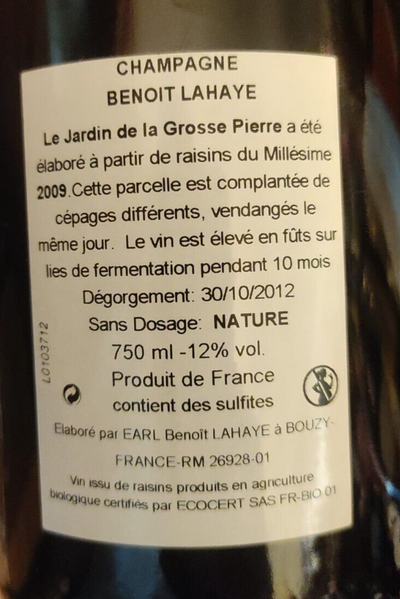 CHAMPAGNE
BENOIT LAHAYE
Le Jardin de la Grosse Pierre a été
élaboré à partir de raisins du Millésime
2009.Cette parcelle est complantée de
cépages différents, vendangés le
même jour. Le vin est élevé en fûts sur
lies de fermentation pendant 10 mois
Dégorgement: 30/10/2012
Sans Dosage: NATURE
750 ml -12% vol.
Produit de France
contient des sulfites
L0103712
Elaboré par EARL Benoît LAHAYE à BOUZY-
FRANCE-RM 26928-01
Vin issu de raisins produits en agriculture
biologique certifiés par ECOCERT SAS FR-BIO 01